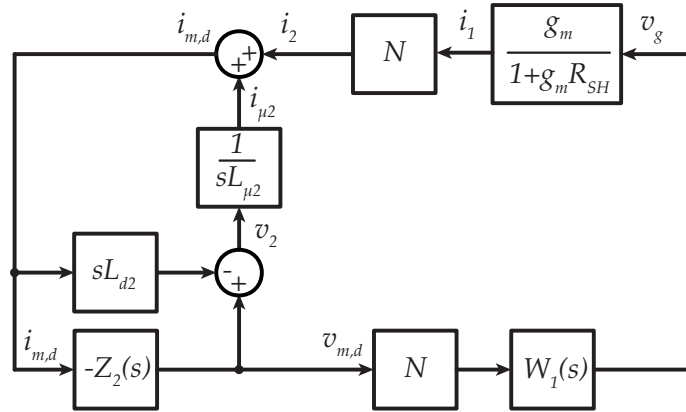 i_{m,d}
i_2
i_1
v_g
+
+
N
g_m
1+g_mR_{SH}
i_{μ2}
1
sL_{μ2}
v_2
sL_{d2}
-
+
i_{m,d}
v_{m,d}
-Z_2(s)
N
W_1(s)